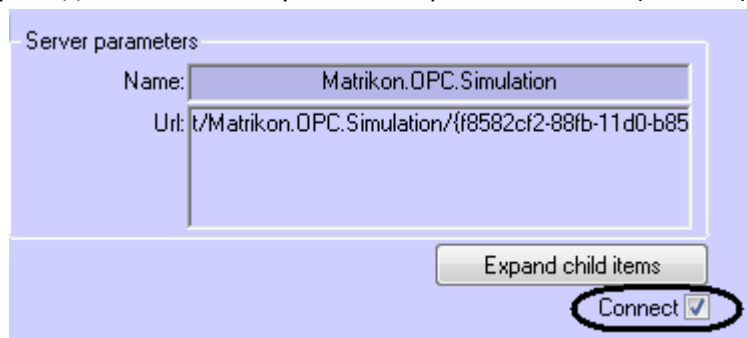 Server parameters
Name: Matrikon.OPC.Simulation
Url: t/Matrikon.OPC.Simulation/{f8582cf2-88fb-11d0-b85
Expand child items
Connect